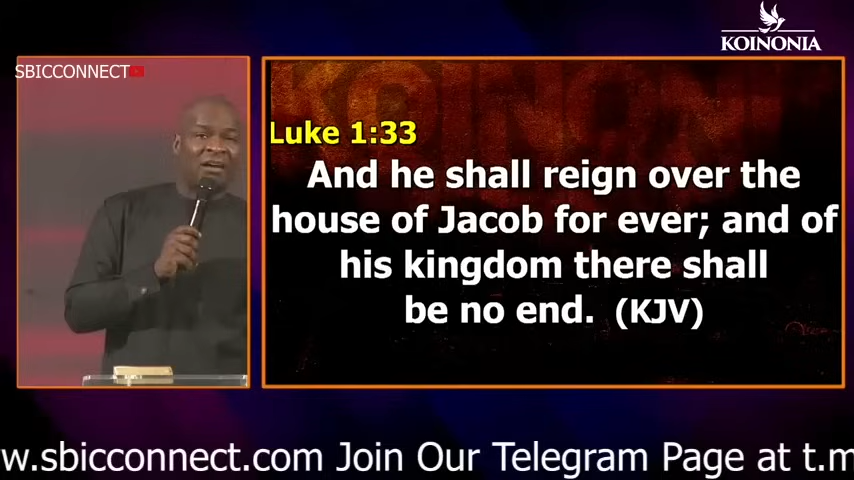 KOINONIA
SBICCONNECT
Luke 1:33
And he shall reign over the
house of Jacob for ever; and of
his kingdom there shall
be no end. (KJV)
w.sbicconnect.com Join Our Telegram Page at t.m